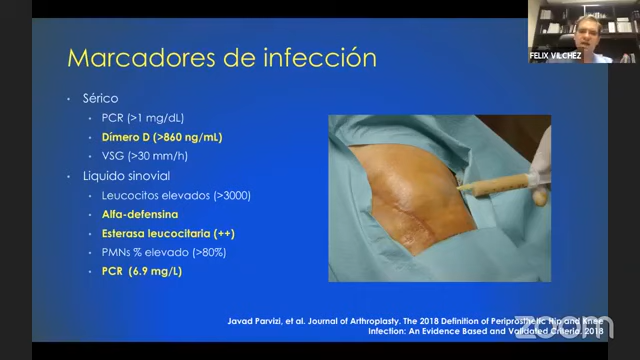 FELIX VILCHEZ
Marcadores de infección
Sérico
PCR (>1 mg/dL)
Dímero D (>860 ng/mL)
VSG (>30 mm/h)
Liquido sinovial
Leucocitos elevados (>3000)
Alfa-defensina
Esterasa leucocitaria (++)
PMNs % elevado (>80%)
PCR (6.9 mg/L)
Javad Parvizi, et al. Journal of Arthroplasty. The 2018 Definition of Periprosthetic Hip and Knee
Infection: An Evidence Based and Validated Criteria. 2018
zoom